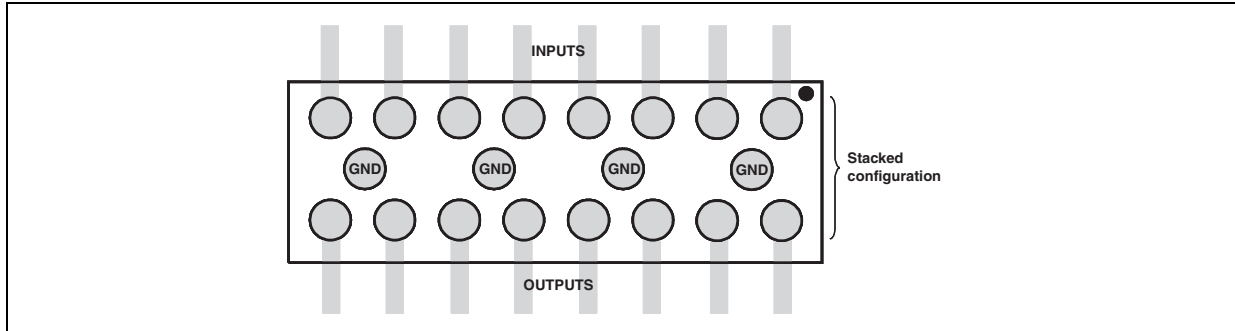 INPUTS
GND GND GND GND
Stacked
configuration
OUTPUTS